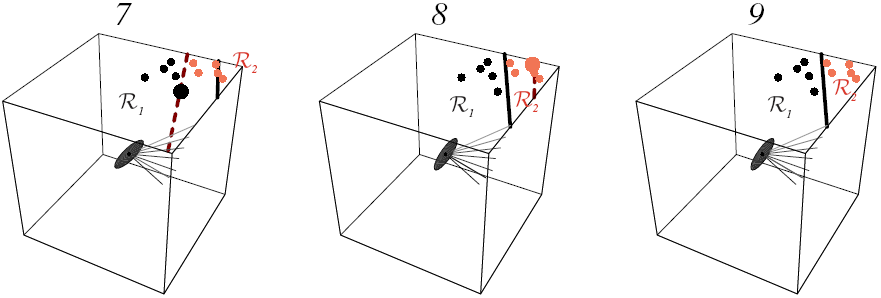 7 8 9
R₂
R₁
R₁ R₂
R₁ R₂